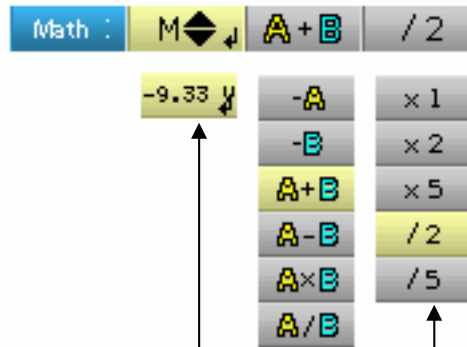 Math : M A + B / 2
-9.33 V
-A × 1
-B × 2
A+B × 5
A-B / 2
A×B / 5
A/B